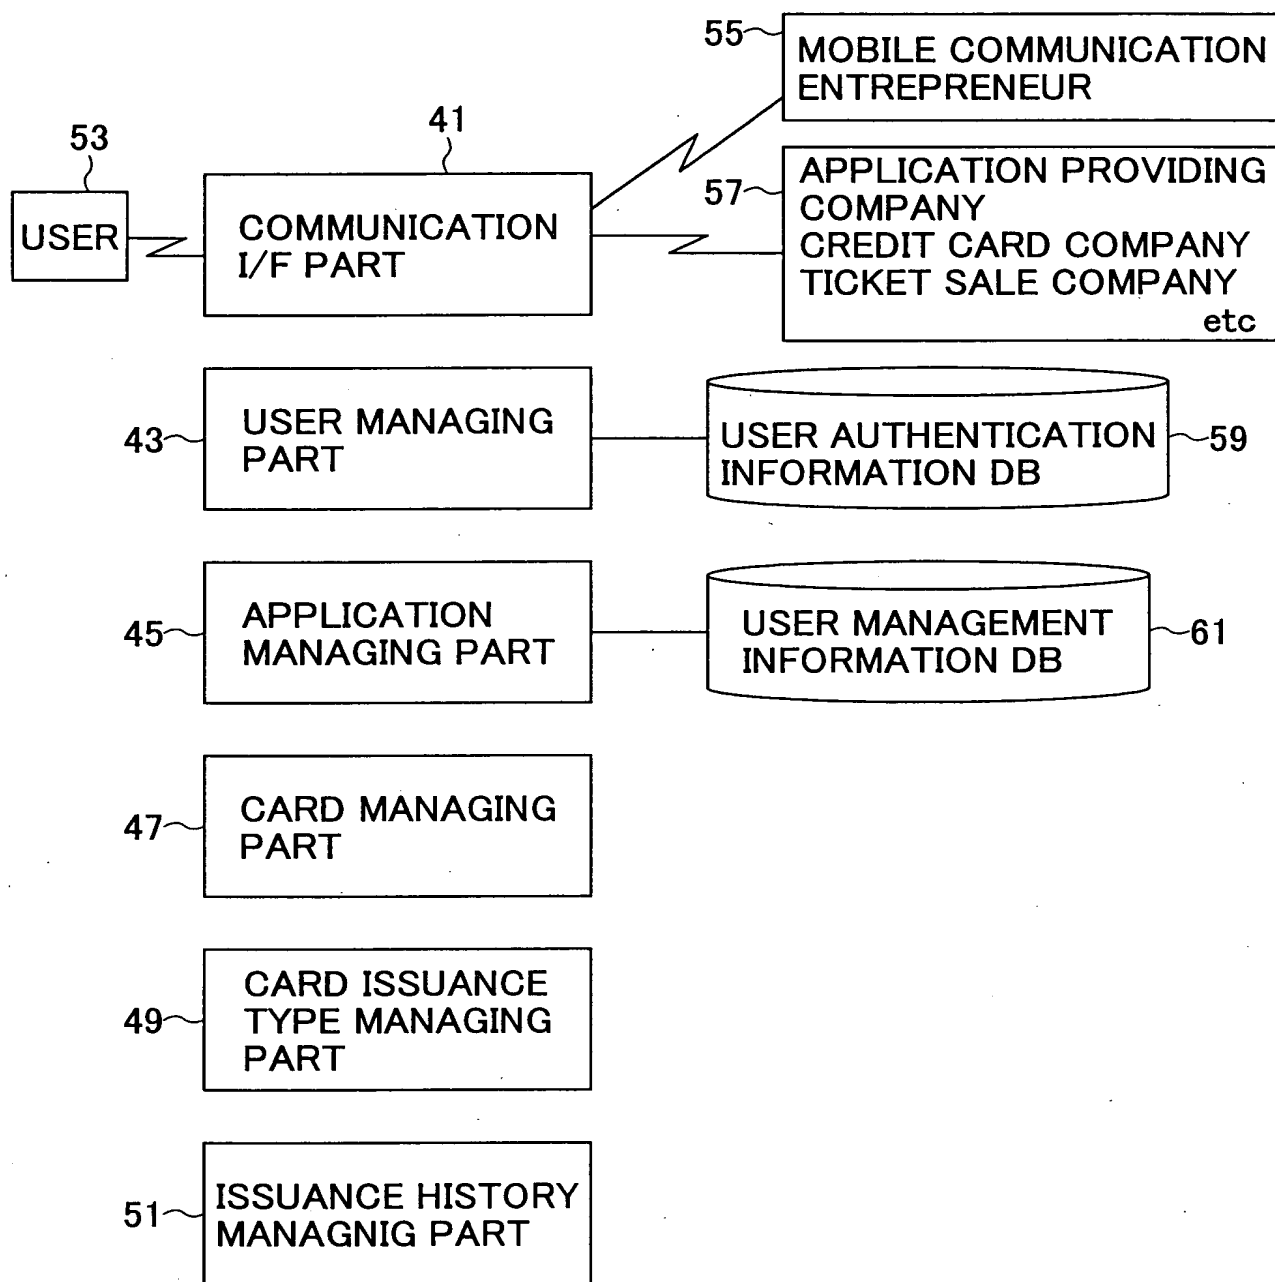 55
MOBILE COMMUNICATION
ENTREPRENEUR
53
41
USER
COMMUNICATION
I/F PART
57
APPLICATION PROVIDING
COMPANY
CREDIT CARD COMPANY
TICKET SALE COMPANY
etc
43
USER MANAGING
PART
USER AUTHENTICATION
INFORMATION DB
59
45
APPLICATION
MANAGING PART
USER MANAGEMENT
INFORMATION DB
61
47
CARD MANAGING
PART
49
CARD ISSUANCE
TYPE MANAGING
PART
51
ISSUANCE HISTORY
MANAGNIG PART